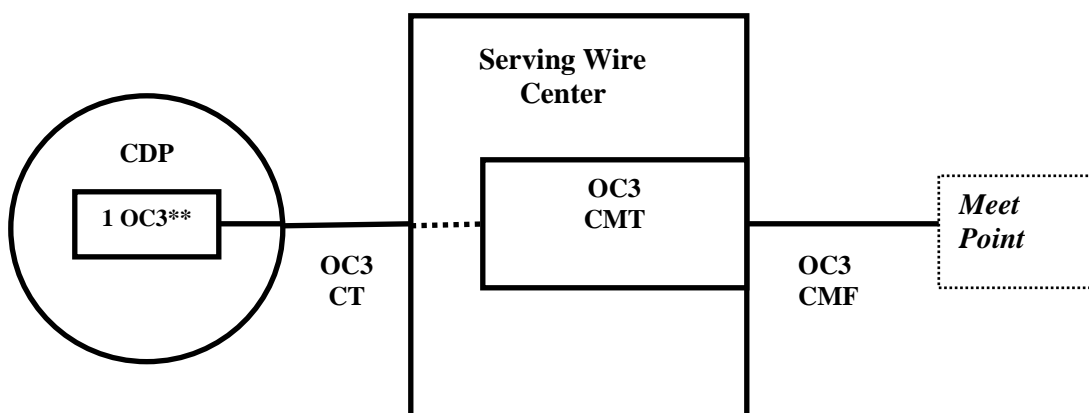 Serving Wire
Center
CDP
1 OC3**
OC3
CT
OC3
CMT
OC3
CMF
Meet
Point